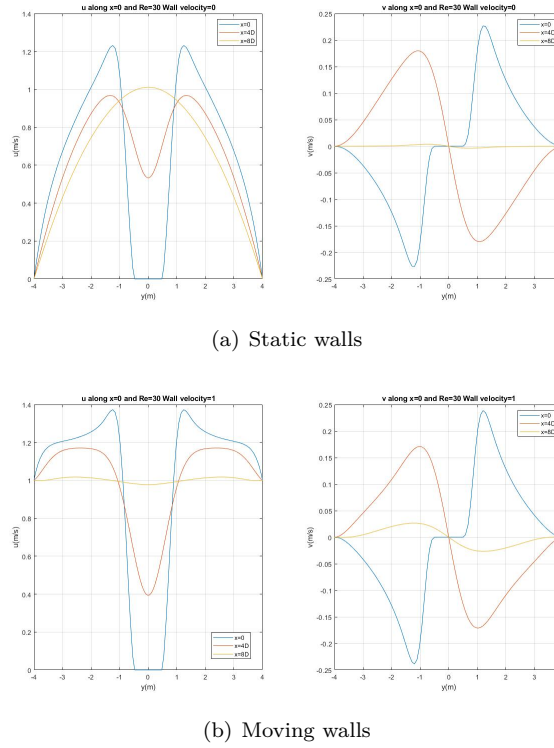 u along x=0 and Re=30 Wall velocity=0
1.4
1.2
1
0.8
0.6
0.4
0.2
0
u(m/s)
-4 -3 -2 -1 0 1 2 3 4
y(m)
x=0
x=4D
x=8D
v along x=0 and Re=30 Wall velocity=0
0.25
0.2
0.15
0.1
0.05
0
-0.05
-0.1
-0.15
-0.2
-0.25
v(m/s)
-4 -3 -2 -1 0 1 2 3
y(m)
x=0
x=4D
x=8D
(a) Static walls
u along x=0 and Re=30 Wall velocity=1
1.4
1.2
1
0.8
0.6
0.4
0.2
0
u(m/s)
-4 -3 -2 -1 0 1 2 3 4
y(m)
x=0
x=4D
x=8D
v along x=0 and Re=30 Wall velocity=1
0.25
0.2
0.15
0.1
0.05
0
-0.05
-0.1
-0.15
-0.2
-0.25
v(m/s)
-4 -3 -2 -1 0 1 2 3
y(m)
x=0
x=4D
x=8D
(b) Moving walls